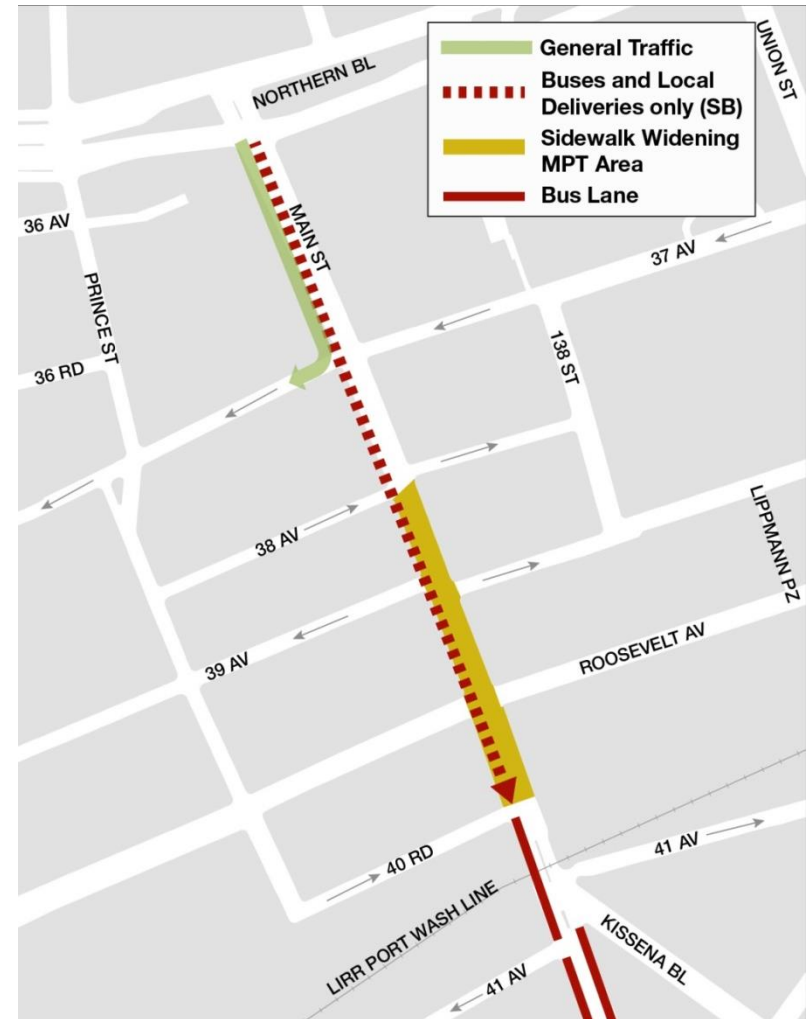 General Traffic
Buses and Local
Deliveries only (SB)
Sidewalk Widening
MPT Area
Bus Lane
UNION ST
NORTHERN BL
MAIN ST
36 AV
37 AV
PRINCE ST
138 ST
36 RD
38 AV
LIPPMANN PZ
39 AV
ROOSEVELT AV
40 RD
41 AV
LIRR PORT WASH LINE
KISSENA BL
41 AV